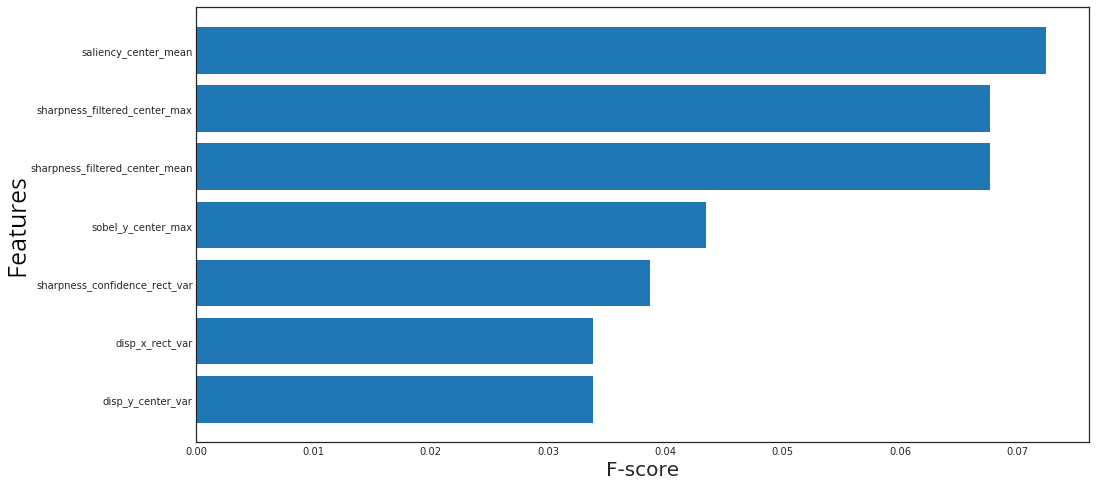 Features
saliency_center_mean
sharpness_filtered_center_max
sharpness_filtered_center_mean
sobel_y_center_max
sharpness_confidence_rect_var
disp_x_rect_var
disp_y_center_var
0.00 0.01 0.02 0.03 0.04 0.05 0.06 0.07
F-score